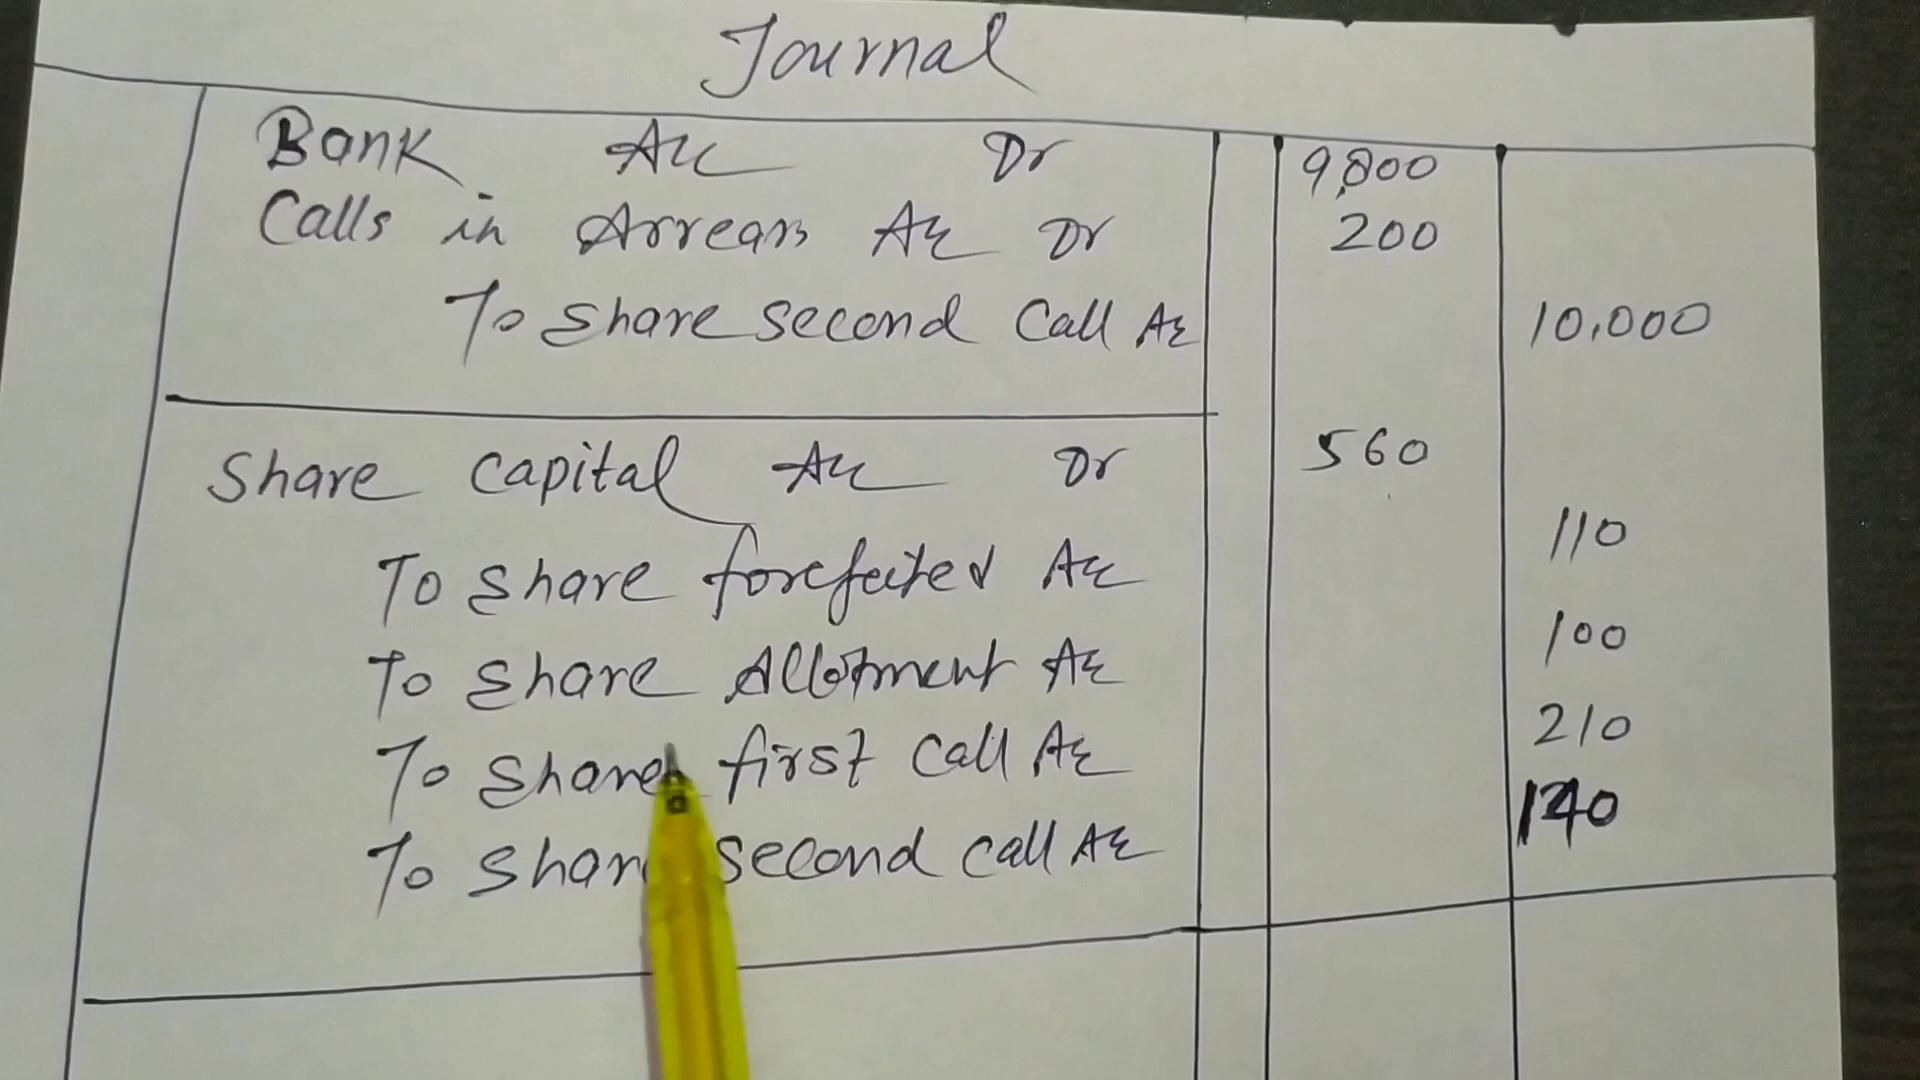 Journal
Bank A/c Dr 9,800
Calls in Arrears A/c Dr 200
To Share Second Call A/c 10,000
Share Capital A/c Dr 560
To Share forefeited A/c 110
To Share Allotment A/c 100
To Share first Call A/c 210
To Share Second call A/c 140